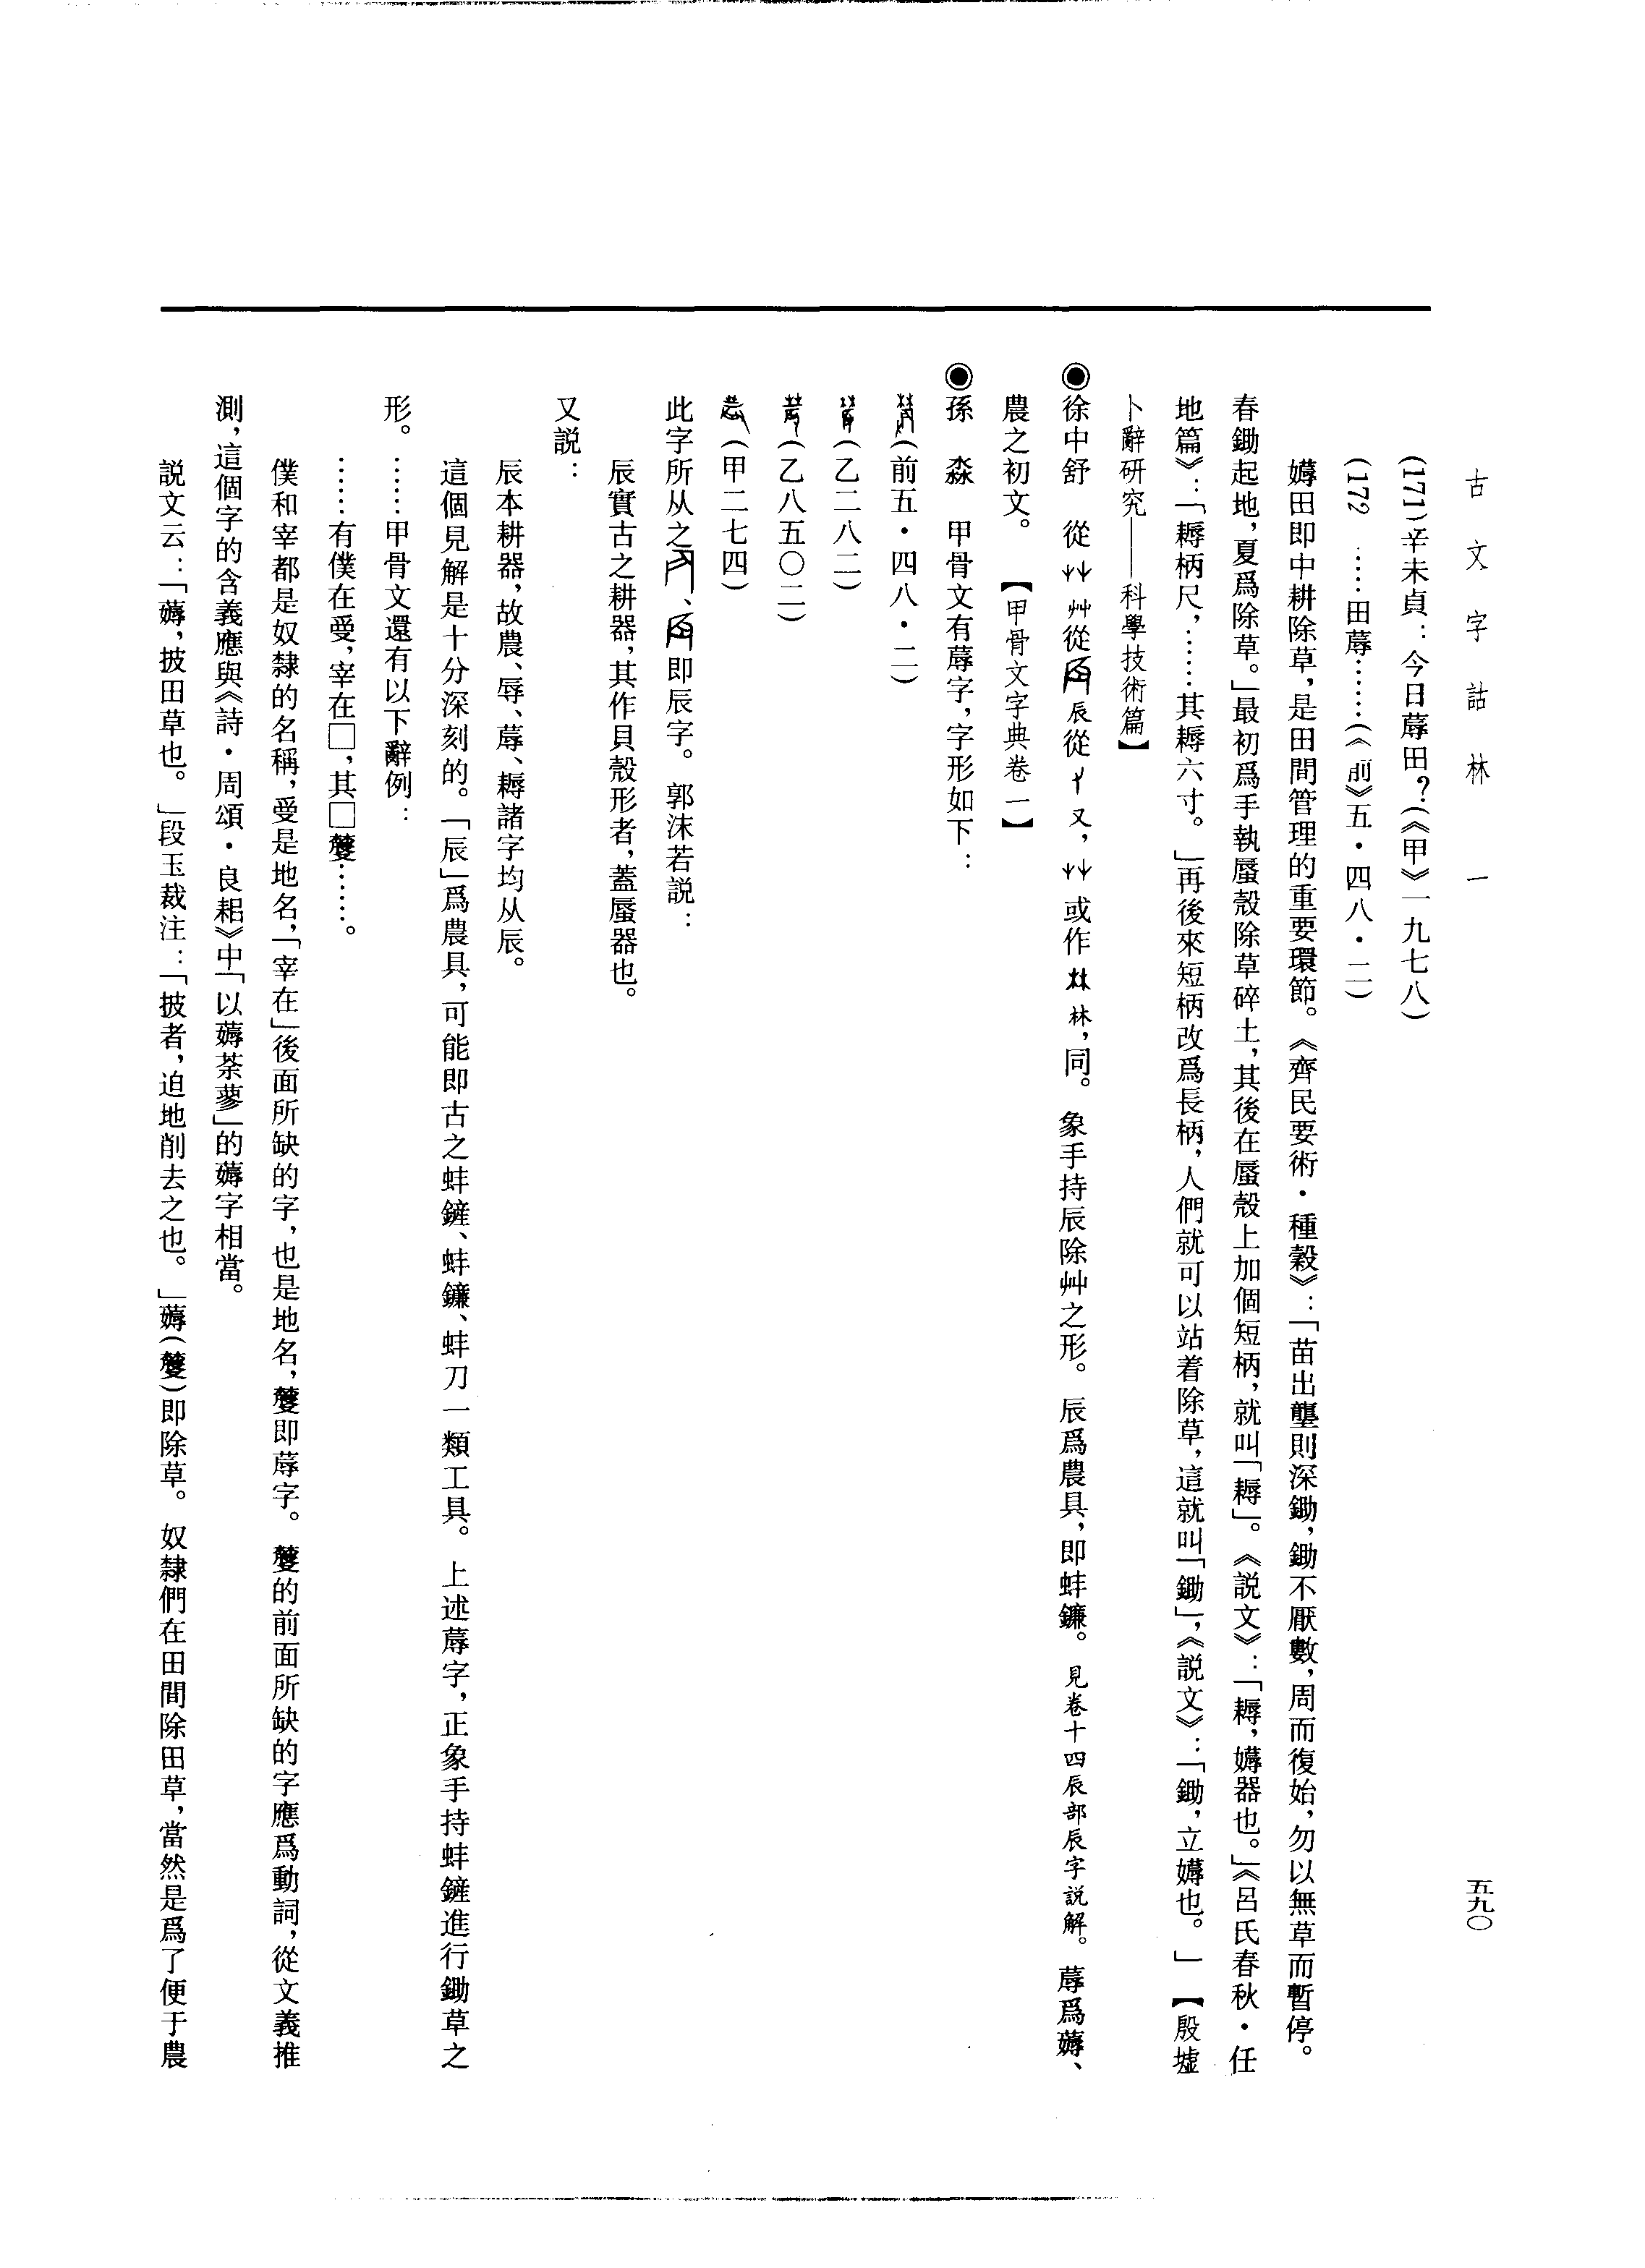 古文字詁林 一
五九〇
(171)辛未貞:今日蓐田?(《甲》一九七八)
(172 ……田蓐……(《前》五·四八·二)
薅田即中耕除草,是田間管理的重要環節。《齊民要術·種穀》:「苗出壟則深鋤,鋤不厭數,周而復始,勿以無草而暫停。
春鋤起地,夏爲除草。」最初爲手執蜃殼除草碎土,其後在蜃殼上加個短柄,就叫「耨」。《説文》:「耨,薅器也。」《呂氏春秋·任
地篇》:「耨柄尺,……其耨六寸。」再後來短柄改爲長柄,人們就可以站着除草,這就叫「鋤」,《説文》:「鋤,立薅也。」【殷墟
卜辭研究——科學技術篇】
◉徐中舒 從艸從辰從又,或作林,同。象手持辰除艸之形。辰爲農具,即蚌鐮。見卷十四辰部辰字説解。蓐爲薅、
農之初文。【甲骨文字典卷一】
◉孫 淼 甲骨文有蓐字,字形如下:
(前五·四八·二)
(乙二八二)
(乙八五〇二)
(甲二七四)
此字所从之、即辰字。郭沫若説:
辰實古之耕器,其作貝殼形者,蓋蜃器也。
又説:
辰本耕器,故農、辱、蓐、耨諸字均从辰。
這個見解是十分深刻的。「辰」爲農具,可能即古之蚌鏟、蚌鐮、蚌刀一類工具。上述蓐字,正象手持蚌鏟進行鋤草之
形。……甲骨文還有以下辭例:
……有僕在受,宰在□,其□……。
僕和宰都是奴隸的名稱,受是地名,「宰在」後面所缺的字,也是地名,即蓐字。的前面所缺的字應爲動詞,從文義推
測,這個字的含義應與《詩·周頌·良耜》中「以薅荼蓼」的薅字相當。
説文云:「薅,披田草也。」段玉裁注:「披者,迫地削去之也。」薅()即除草。奴隸們在田間除田草,當然是爲了便于農